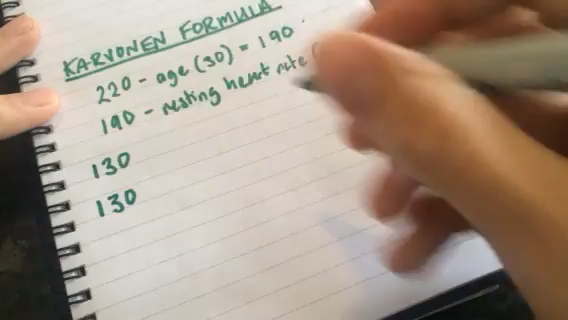 KARVONEN FORMULA
220 - age (30) = 190
190 - resting heart rate (
130
130